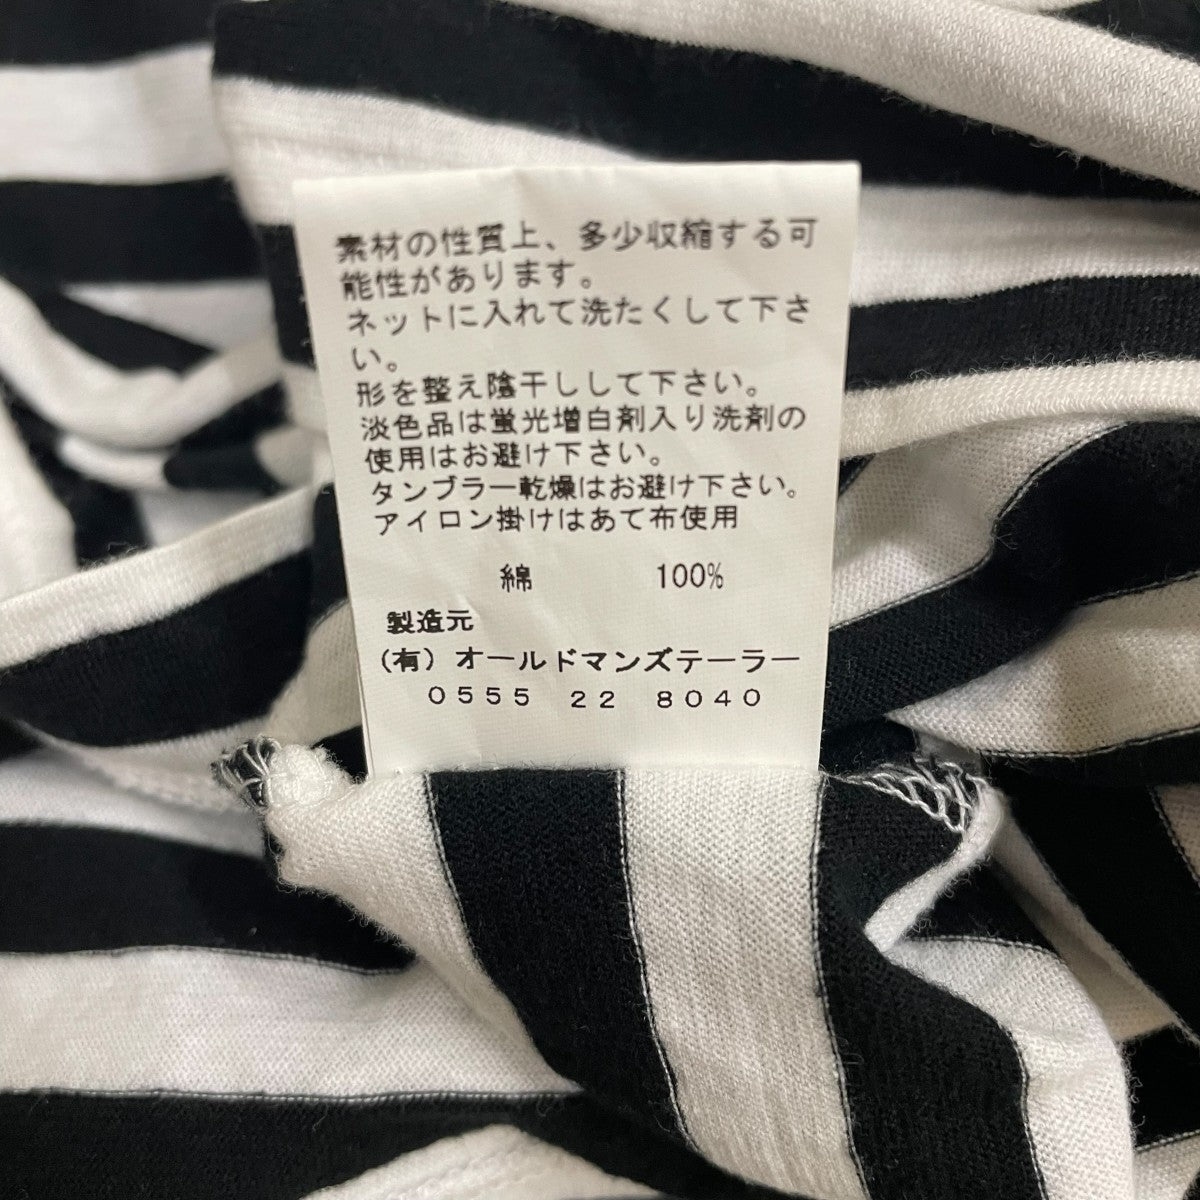 素材の性質上、多少収縮する可
能性があります。
ネットに入れて洗たくして下さ
い。
形を整え陰干しして下さい。
淡色品は蛍光増白剤入り洗剤の
使用はお避け下さい。
タンブラー乾燥はお避け下さい。
アイロン掛けはあて布使用
綿 100%
製造元
(有)オールドマンズテーラー
0555 22 8040